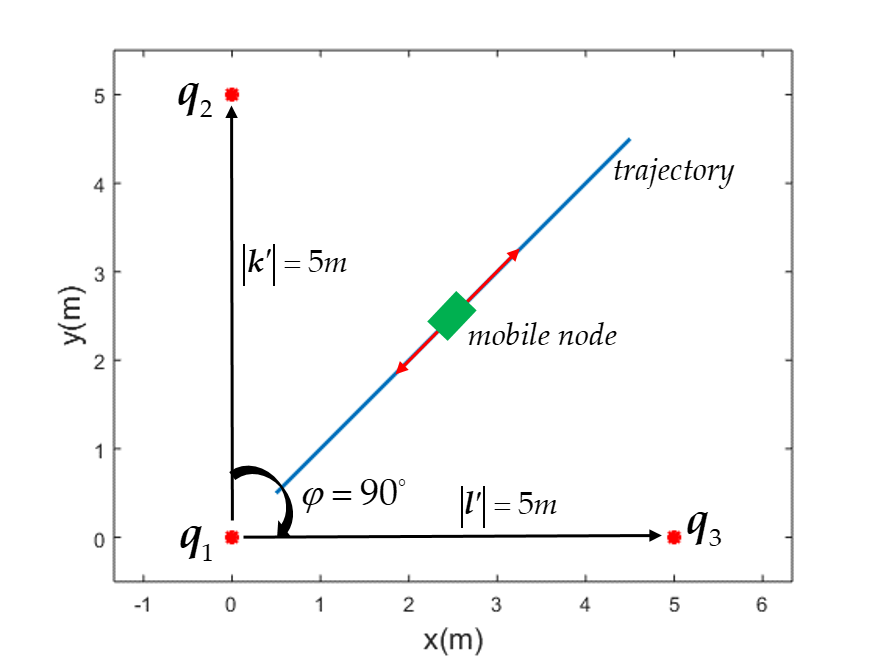 5
q2
4
trajectory
|k′| = 5m
3
y(m)
mobile node
2
1
φ = 90°
|l′| = 5m
0
q1
q3
-1 0 1 2 3 4 5 6
x(m)